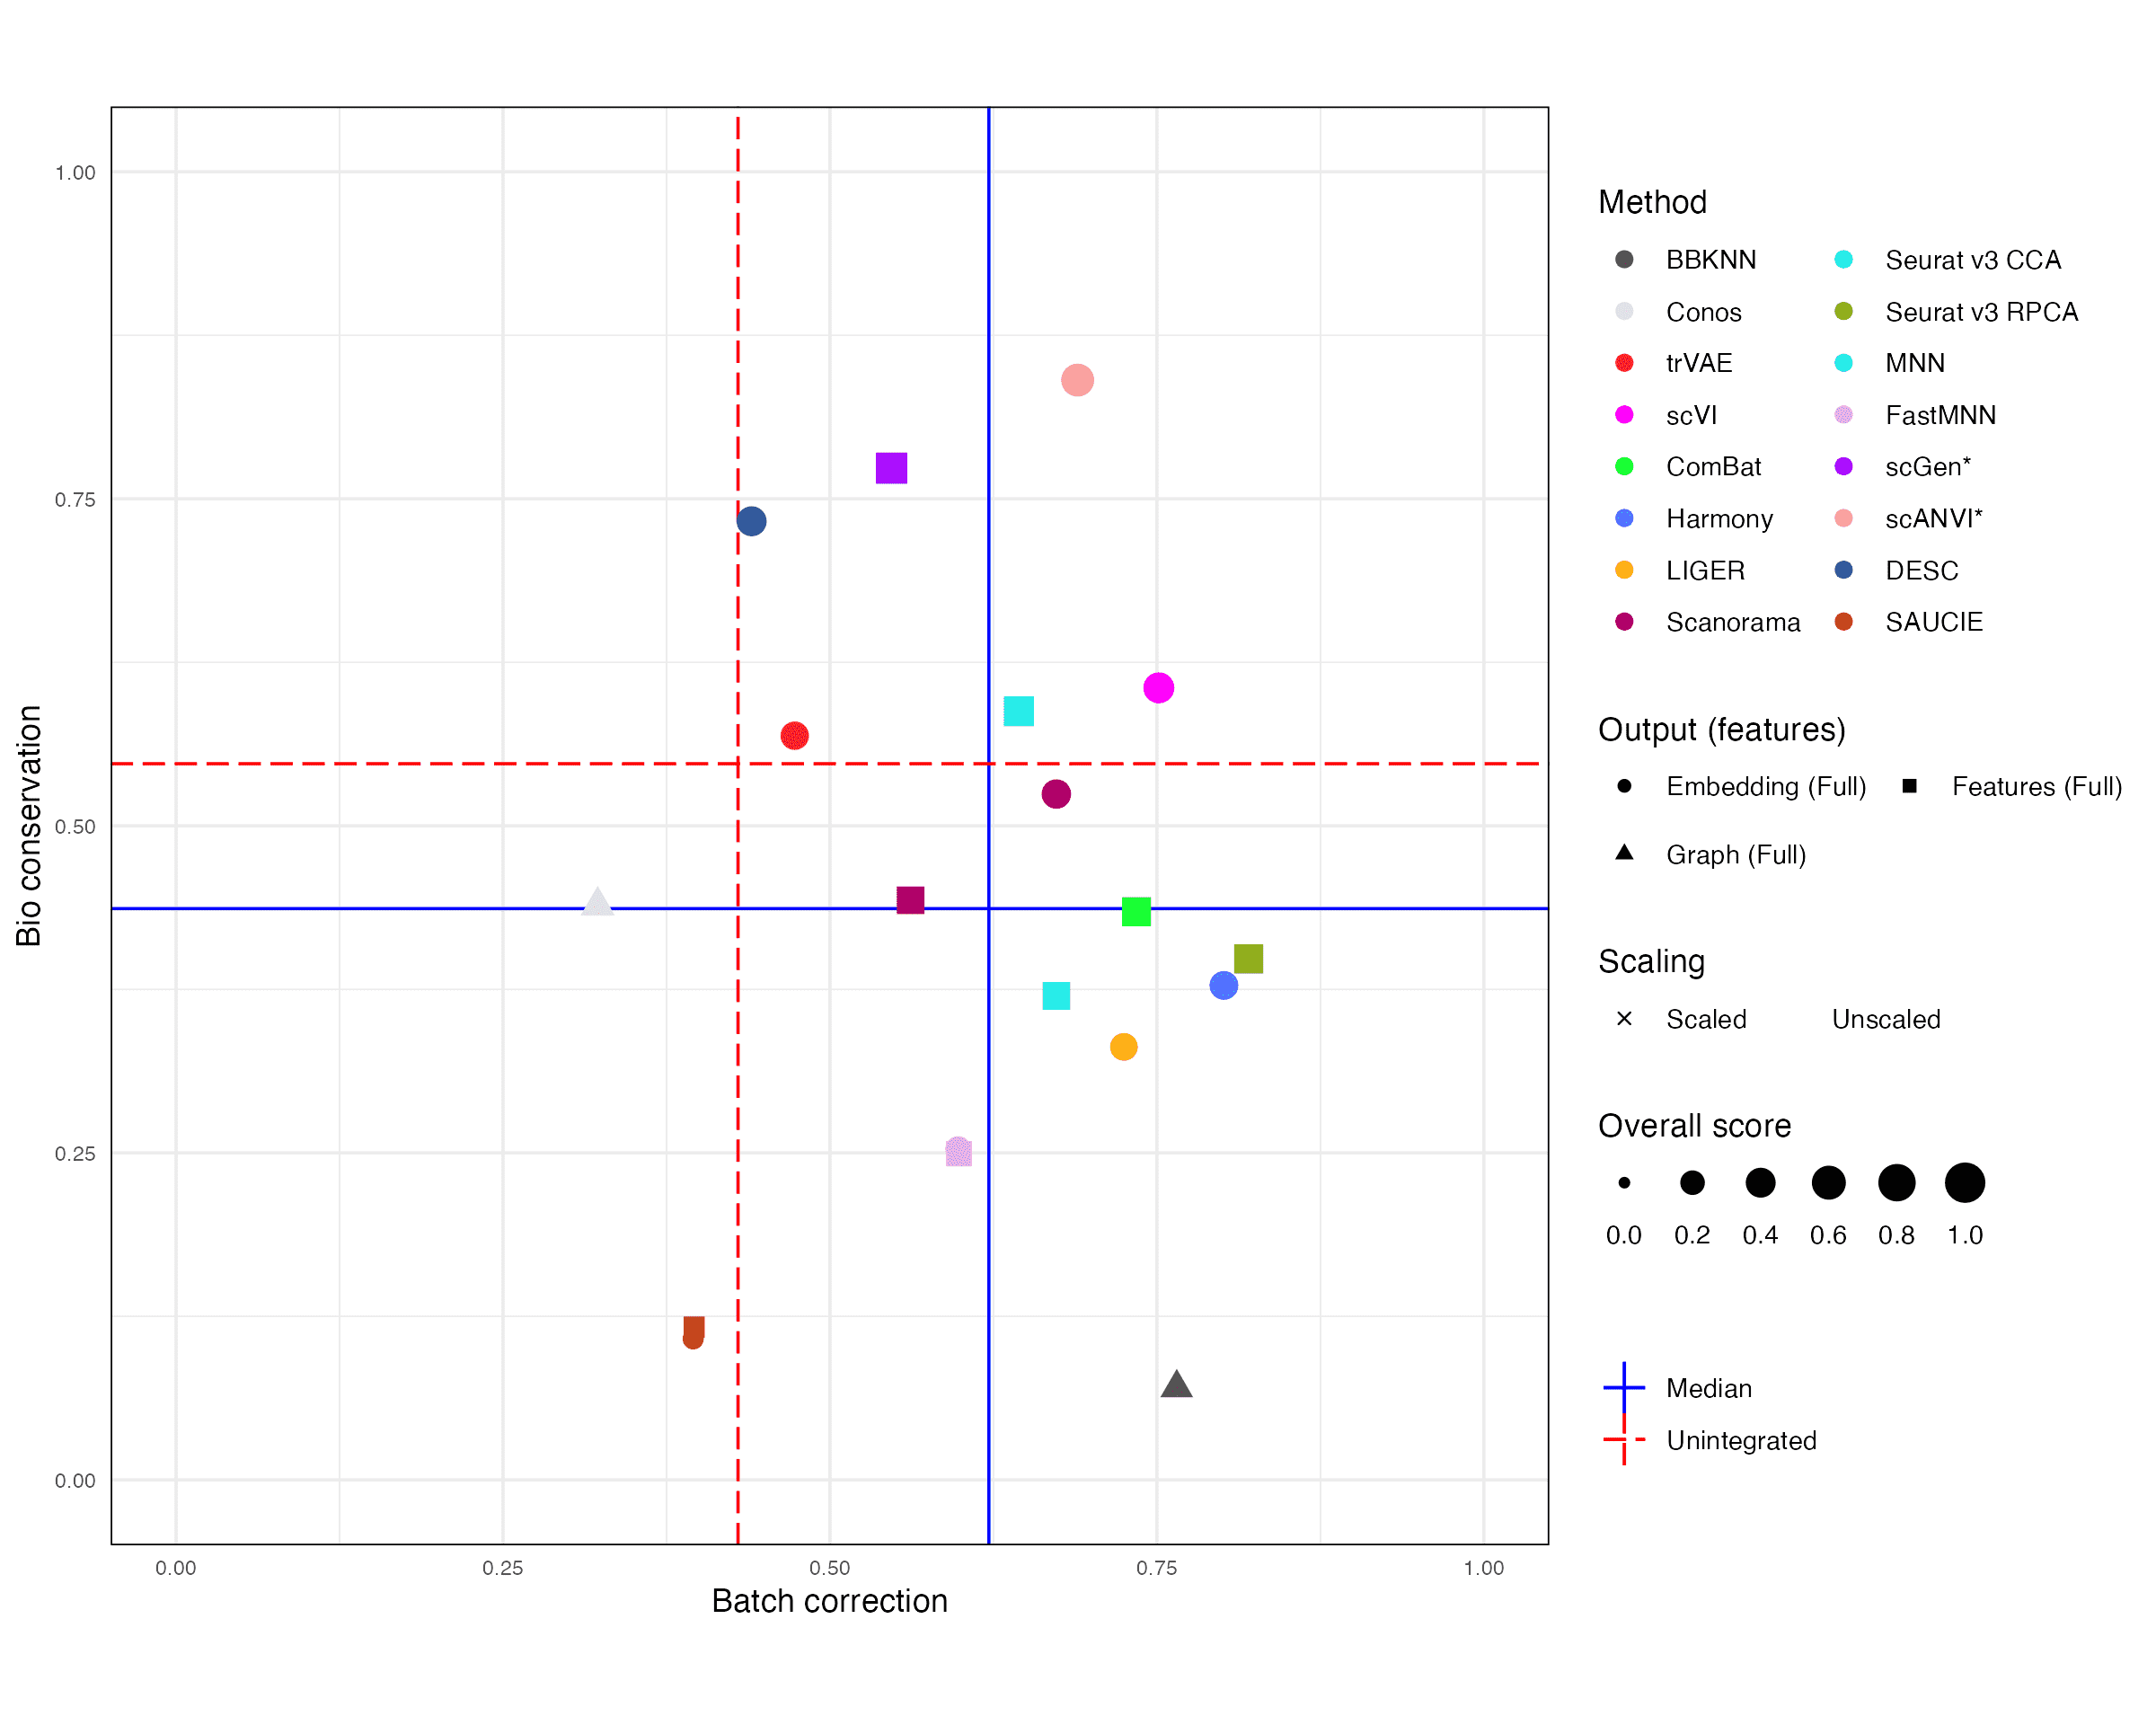 Bio conservation
1.00
0.75
0.50
0.25
0.00
0.00 0.25 0.50 0.75 1.00
Batch correction
Method
BBKNN Seurat v3 CCA
Conos Seurat v3 RPCA
trVAE MNN
scVI FastMNN
ComBat scGen*
Harmony scANVI*
LIGER DESC
Scanorama SAUCIE
Output (features)
Embedding (Full) Features (Full)
Graph (Full)
Scaling
Scaled Unscaled
Overall score
0.0 0.2 0.4 0.6 0.8 1.0
Median
Unintegrated